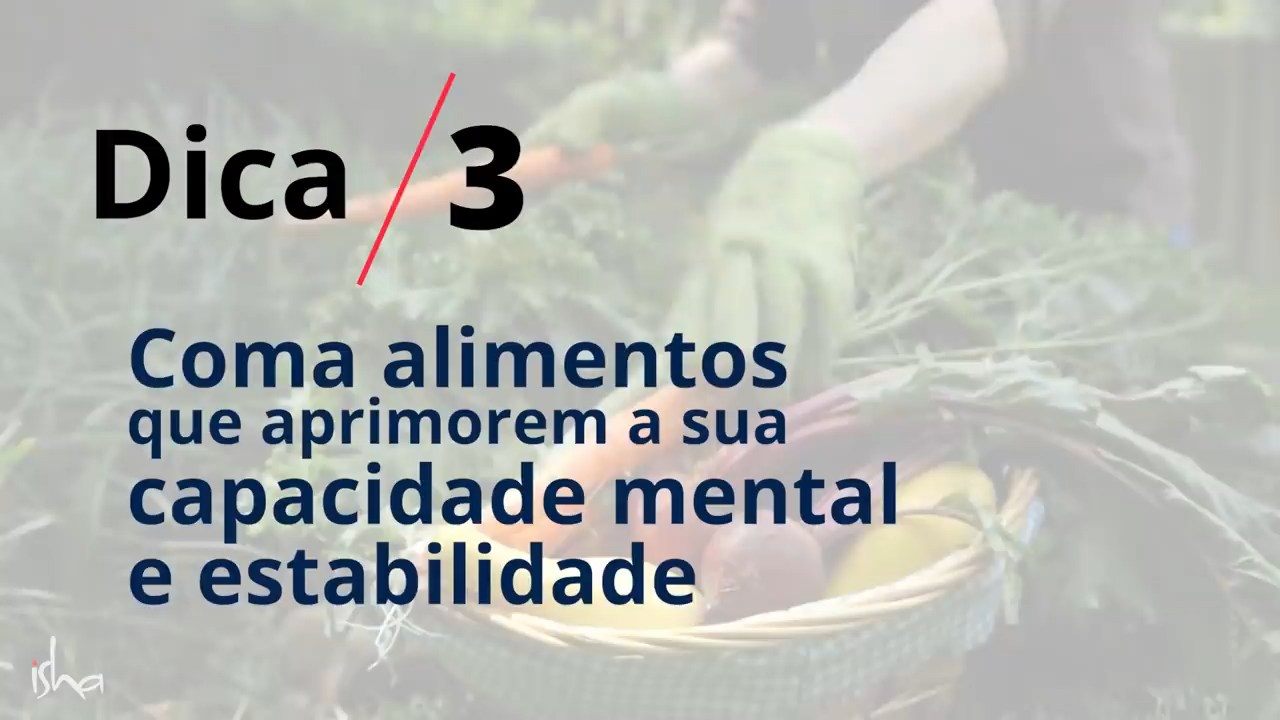 Dica 3
Coma alimentos
que aprimorem a sua
capacidade mental
e estabilidade
isha